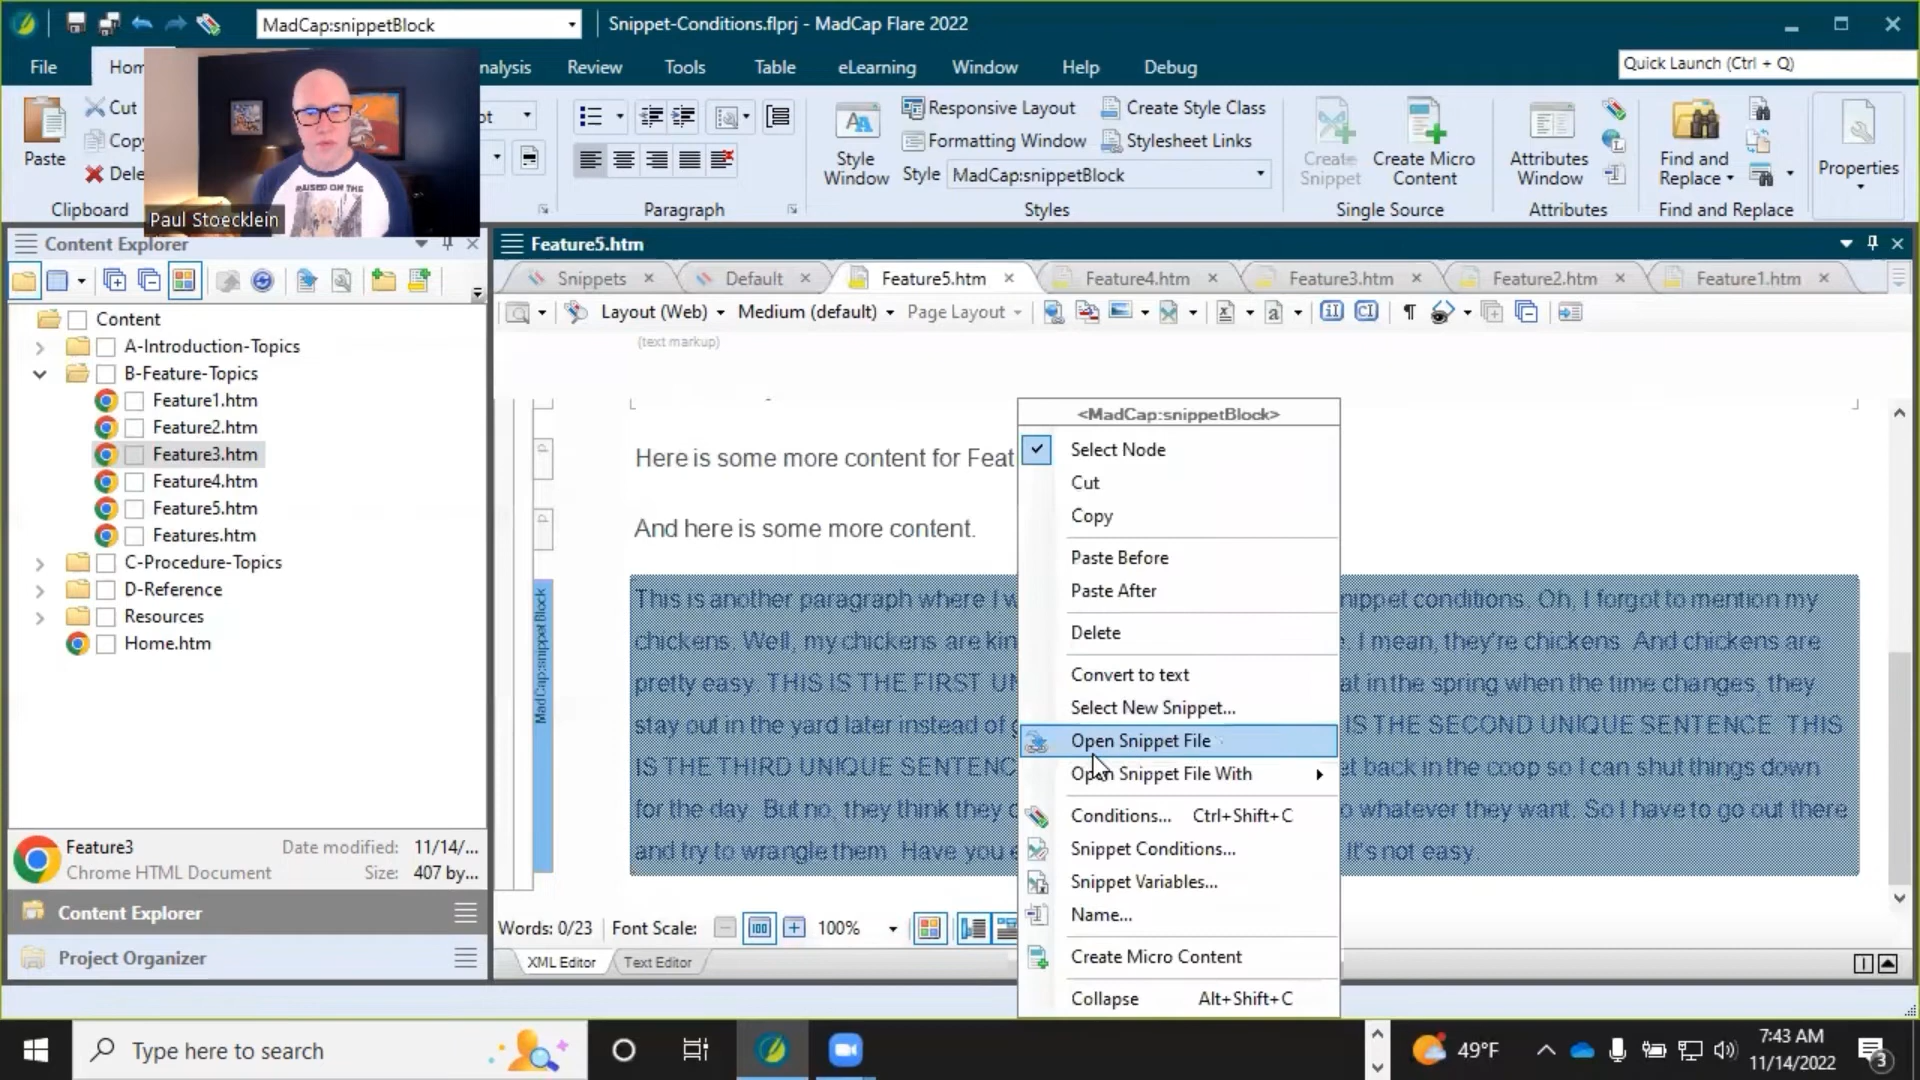 MadCap:snippetBlock
Snippet-Conditions.flprj - MadCap Flare 2022
File
Hom
nalysis
Review
Tools
Table
eLearning
Window
Help
Debug
Quick Launch (Ctrl + Q)
Paste
Cut
Copy
Dele
Clipboard
RAISED ON THE
Paul Stoecklein
Paragraph
Style Window
Responsive Layout
Create Style Class
Formatting Window
Stylesheet Links
Style MadCap:snippetBlock
Styles
Create Snippet
Create Micro Content
Single Source
Attributes Window
Attributes
Find and Replace
Find and Replace
Properties
Content Explorer
Feature5.htm
Snippets
Default
Feature5.htm
Feature4.htm
Feature3.htm
Feature2.htm
Feature1.htm
Layout (Web)
Medium (default)
Page Layout
Content
A-Introduction-Topics
B-Feature-Topics
Feature1.htm
Feature2.htm
Feature3.htm
Feature4.htm
Feature5.htm
Features.htm
C-Procedure-Topics
D-Reference
Resources
Home.htm
Feature3
Date modified: 11/14/...
Chrome HTML Document
Size: 407 by...
Content Explorer
Project Organizer
(text markup)
p
Here is some more content for Feat
p
And here is some more content.
MadCap:snippetBlock
This is another paragraph where I w nippet conditions. Oh, I forgot to mention my
chickens. Well, my chickens are kin . I mean, they're chickens. And chickens are
pretty easy. THIS IS THE FIRST UN at in the spring when the time changes, they
stay out in the yard later instead of g IS THE SECOND UNIQUE SENTENCE. THIS
IS THE THIRD UNIQUE SENTENC et back in the coop so I can shut things down
for the day. But no, they think they c o whatever they want. So I have to go out there
and try to wrangle them. Have you e It's not easy.
<MadCap:snippetBlock>
Select Node
Cut
Copy
Paste Before
Paste After
Delete
Convert to text
Select New Snippet...
Open Snippet File
Open Snippet File With
Conditions... Ctrl+Shift+C
Snippet Conditions...
Snippet Variables...
Name...
Create Micro Content
Collapse Alt+Shift+C
Words: 0/23
Font Scale:
100
100%
XML Editor
Text Editor
Type here to search
49°F
7:43 AM
11/14/2022
3